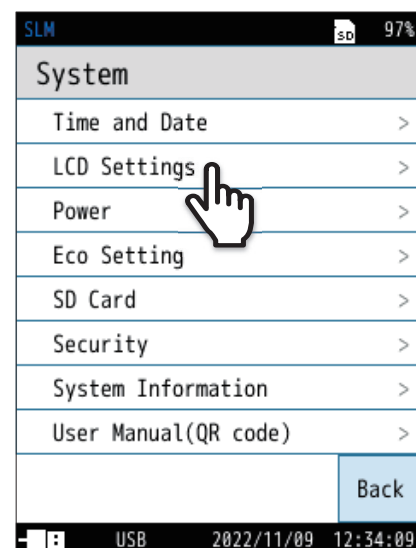 SLM SD 97%
System
Time and Date >
LCD Settings >
Power >
Eco Setting >
SD Card >
Security >
System Information >
User Manual(QR code) >
Back
USB 2022/11/09 12:34:09